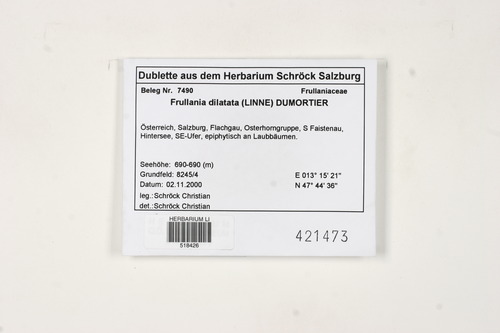 Dublette aus dem Herbarium Schröck Salzburg
Beleg Nr. 7490 Frullaniaceae
Frullania dilatata (LINNE) DUMORTIER
Österreich, Salzburg, Flachgau, Osterhorngruppe, S Faistenau,
Hintersee, SE-Ufer, epiphytisch an Laubbäumen.
Seehöhe: 690-690 (m)
Grundfeld: 8245/4 E 013° 15' 21"
Datum: 02.11.2000 N 47° 44' 36"
leg.:Schröck Christian
det.:Schröck Christian
HERBARIUM LI
518426
421473